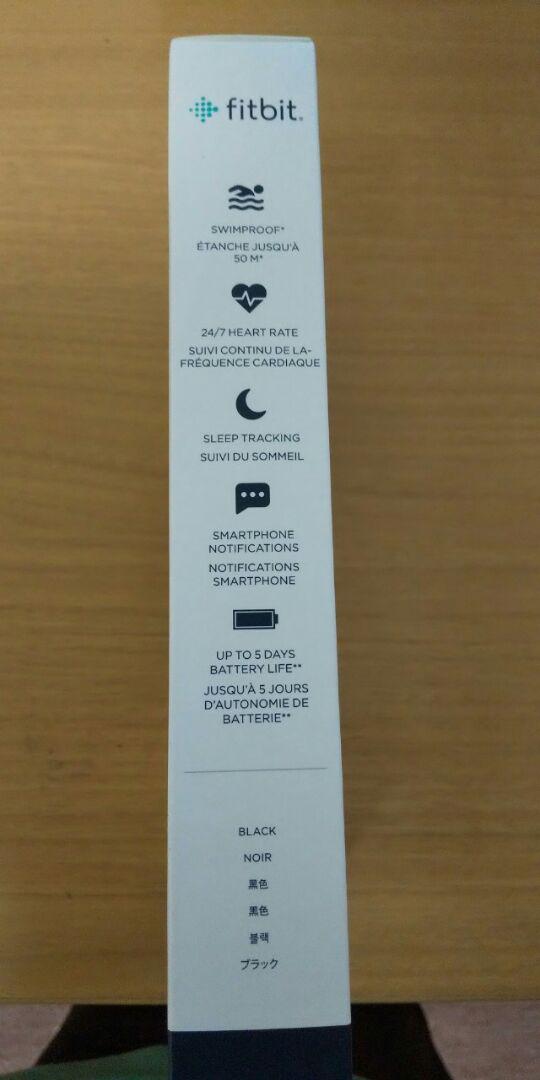 fitbit.
SWIMPROOF*
ÉTANCHE JUSQU'À
50 M*
24/7 HEART RATE
SUIVI CONTINU DE LA-
FRÉQUENCE CARDIAQUE
SLEEP TRACKING
SUIVI DU SOMMEIL
SMARTPHONE
NOTIFICATIONS
NOTIFICATIONS
SMARTPHONE
UP TO 5 DAYS
BATTERY LIFE**
JUSQU'À 5 JOURS
D'AUTONOMIE DE
BATTERIE**
BLACK
NOIR
黑色
黑色
블랙
ブラック